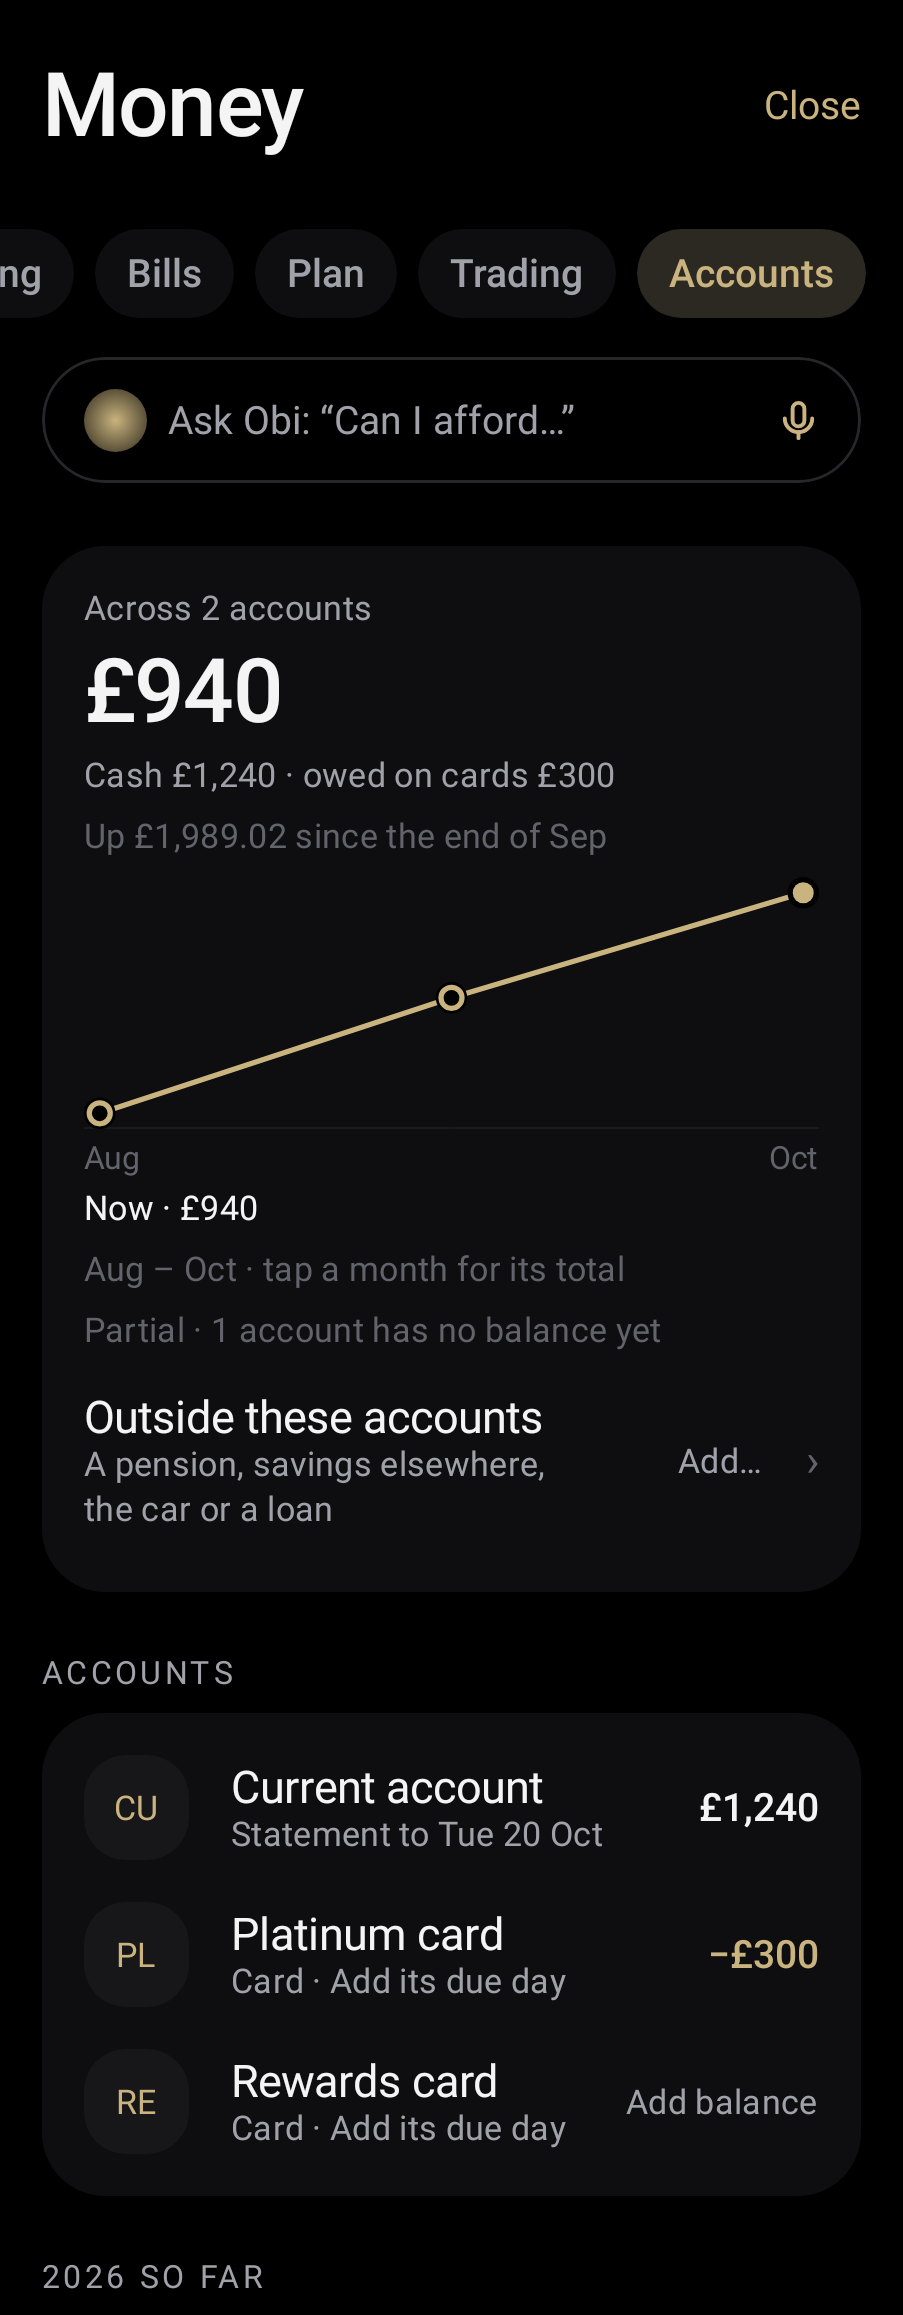 Money
Close
ng
Bills
Plan
Trading
Accounts
Ask Obi: “Can I afford…”
Across 2 accounts
£940
Cash £1,240 · owed on cards £300
Up £1,989.02 since the end of Sep
Aug
Oct
Now · £940
Aug – Oct · tap a month for its total
Partial · 1 account has no balance yet
Outside these accounts
A pension, savings elsewhere,
the car or a loan
Add… ›
ACCOUNTS
CU
Current account
Statement to Tue 20 Oct
£1,240
PL
Platinum card
Card · Add its due day
−£300
RE
Rewards card
Card · Add its due day
Add balance
2026 SO FAR